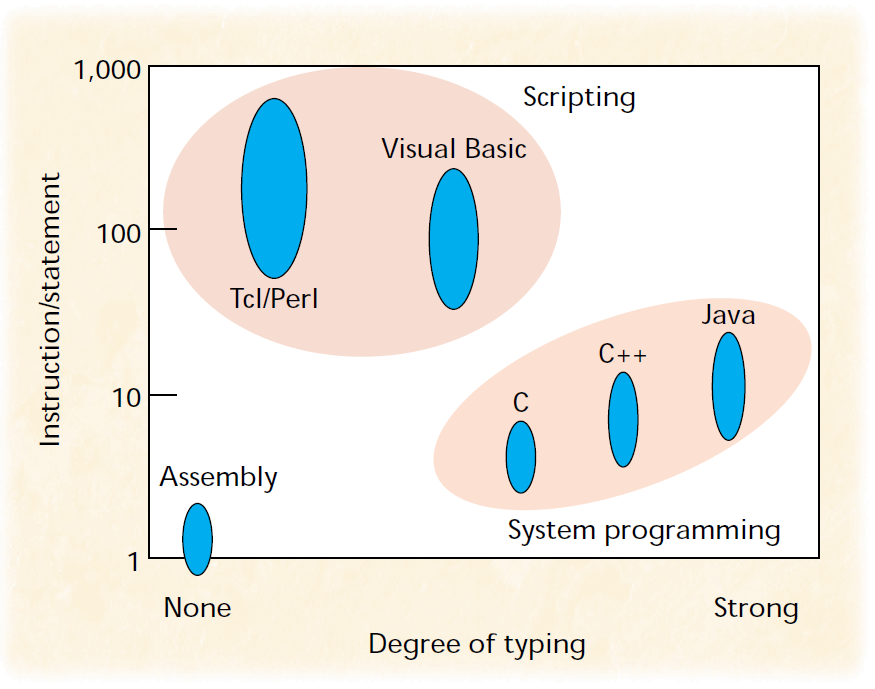 1,000
Scripting
Visual Basic
100
Tcl/Perl
Java
C++
10
C
Assembly
System programming
1
None
Strong
Degree of typing
Instruction/statement